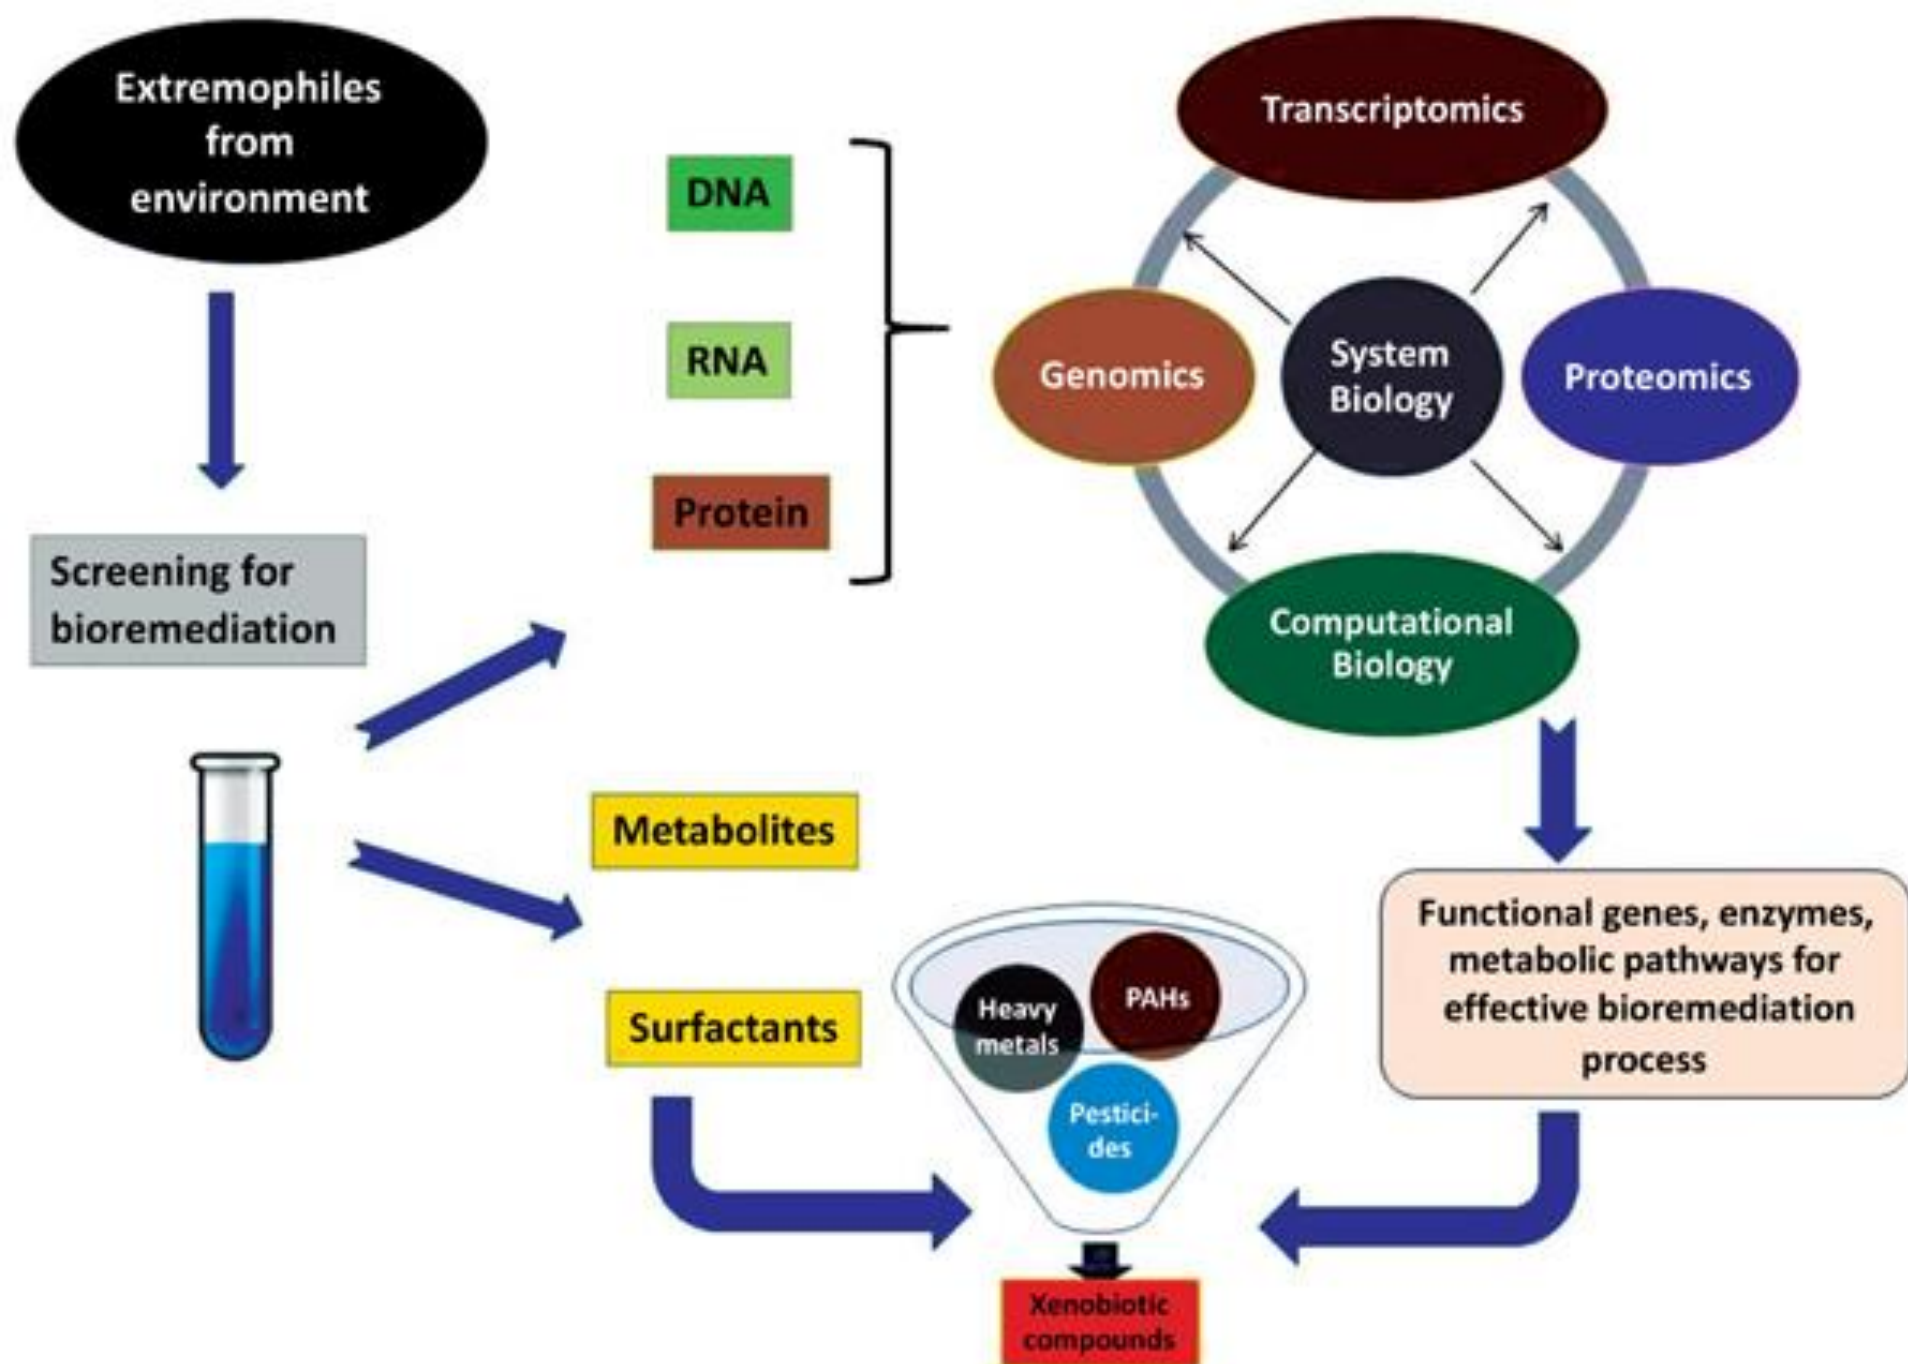 Extremophiles
from
environment
Screening for
bioremediation
DNA
RNA
Protein
Metabolites
Surfactants
Transcriptomics
Genomics
System
Biology
Proteomics
Computational
Biology
Functional genes, enzymes,
metabolic pathways for
effective bioremediation
process
Heavy
metals
PAHs
Pestici-
des
Xenobiotic
compounds